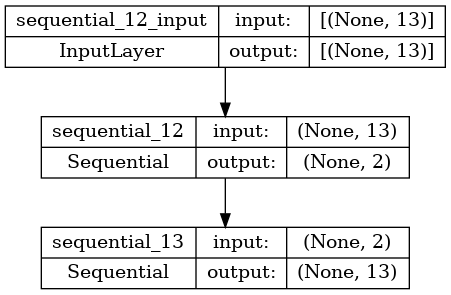 sequential_12_input input: [(None, 13)]
InputLayer output: [(None, 13)]
sequential_12 input: (None, 13)
Sequential output: (None, 2)
sequential_13 input: (None, 2)
Sequential output: (None, 13)